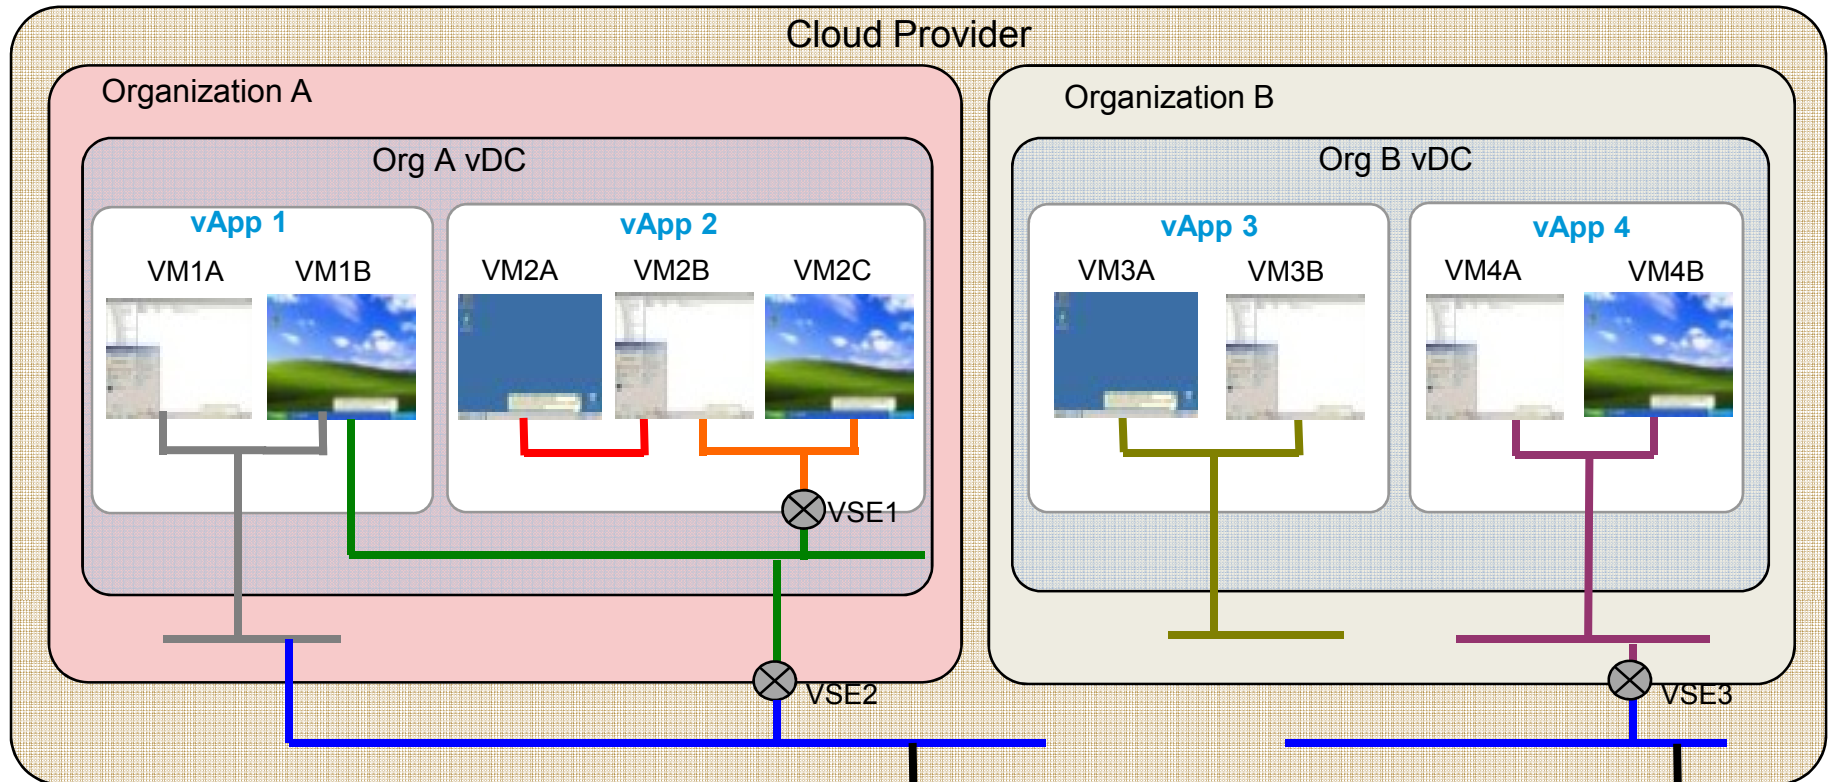 Cloud Provider
Organization A
Organization B
Org A vDC
Org B vDC
vApp 1
vApp 2
vApp 3
vApp 4
VM1A
VM1B
VM2A
VM2B
VM2C
VM3A
VM3B
VM4A
VM4B
VSE1
VSE2
VSE3